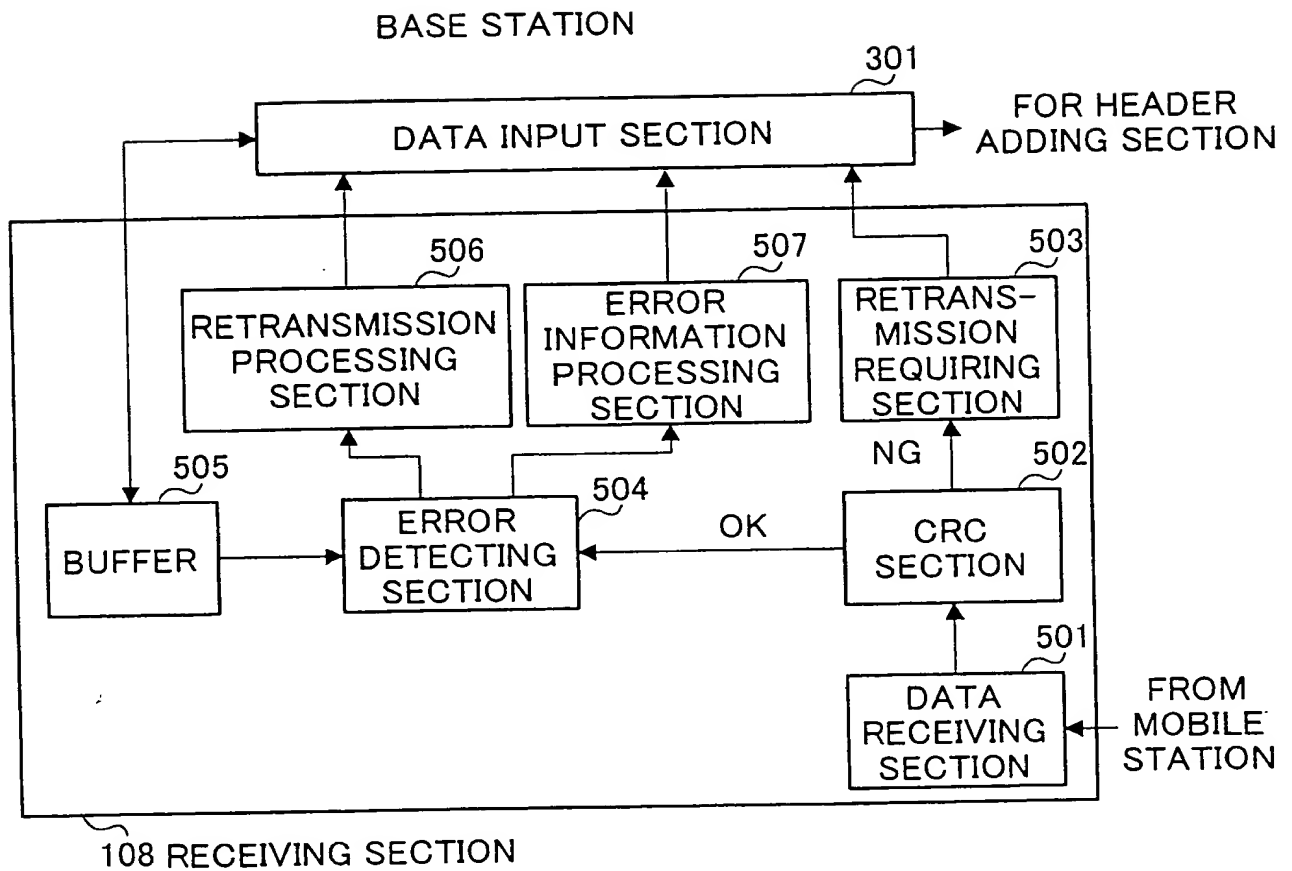 BASE STATION
301
DATA INPUT SECTION
FOR HEADER
ADDING SECTION
506
RETRANSMISSION
PROCESSING
SECTION
507
ERROR
INFORMATION
PROCESSING
SECTION
503
RETRANS-
MISSION
REQUIRING
SECTION
NG
505
BUFFER
504
ERROR
DETECTING
SECTION
OK
502
CRC
SECTION
501
DATA
RECEIVING
SECTION
FROM
MOBILE
STATION
108 RECEIVING SECTION